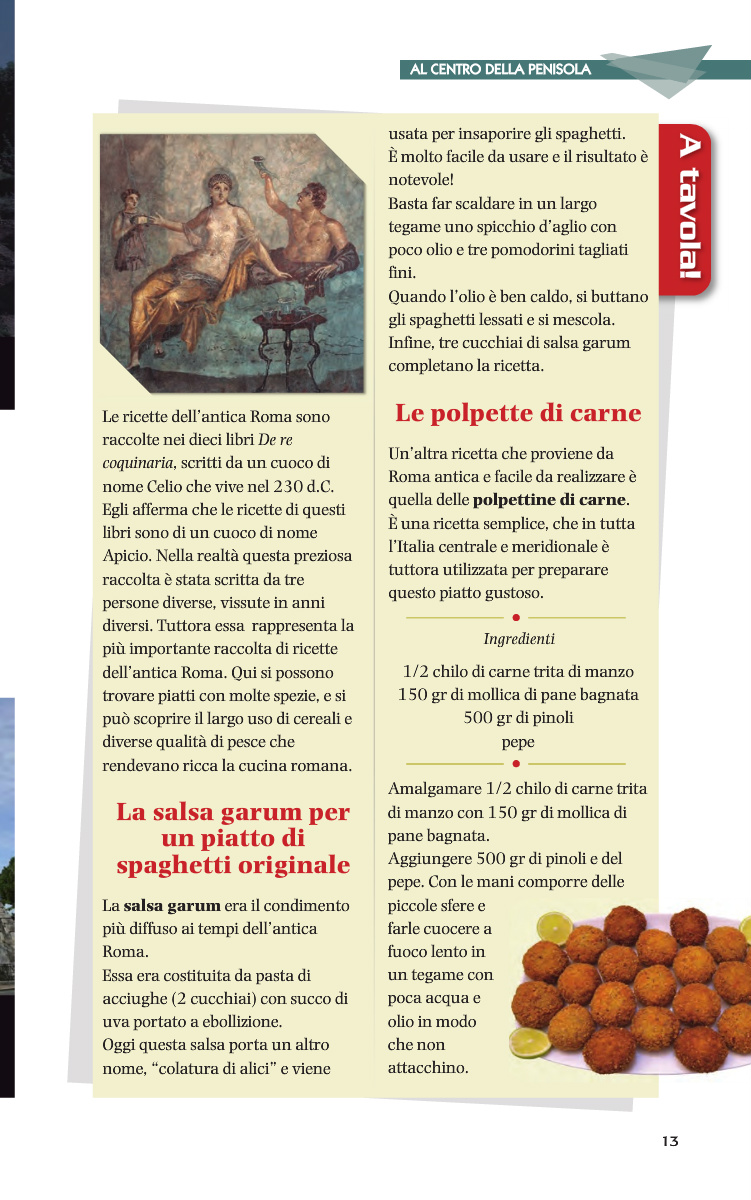 AL CENTRO DELLA PENISOLA
A tavola!
Le ricette dell'antica Roma sono
raccolte nei dieci libri De re
coquinaria, scritti da un cuoco di
nome Celio che vive nel 230 d.C.
Egli afferma che le ricette di questi
libri sono di un cuoco di nome
Apicio. Nella realtà questa preziosa
raccolta è stata scritta da tre
persone diverse, vissute in anni
diversi. Tuttora essa rappresenta la
più importante raccolta di ricette
dell'antica Roma. Qui si possono
trovare piatti con molte spezie, e si
può scoprire il largo uso di cereali e
diverse qualità di pesce che
rendevano ricca la cucina romana.
La salsa garum per
un piatto di
spaghetti originale
La salsa garum era il condimento
più diffuso ai tempi dell'antica
Roma.
Essa era costituita da pasta di
acciughe (2 cucchiai) con succo di
uva portato a ebollizione.
Oggi questa salsa porta un altro
nome, “colatura di alici” e viene
usata per insaporire gli spaghetti.
È molto facile da usare e il risultato è
notevole!
Basta far scaldare in un largo
tegame uno spicchio d'aglio con
poco olio e tre pomodorini tagliati
fini.
Quando l'olio è ben caldo, si buttano
gli spaghetti lessati e si mescola.
Infine, tre cucchiai di salsa garum
completano la ricetta.
Le polpette di carne
Un'altra ricetta che proviene da
Roma antica e facile da realizzare è
quella delle polpettine di carne.
È una ricetta semplice, che in tutta
l'Italia centrale e meridionale è
tuttora utilizzata per preparare
questo piatto gustoso.
Ingredienti
1/2 chilo di carne trita di manzo
150 gr di mollica di pane bagnata
500 gr di pinoli
pepe
Amalgamare 1/2 chilo di carne trita
di manzo con 150 gr di mollica di
pane bagnata.
Aggiungere 500 gr di pinoli e del
pepe. Con le mani comporre delle
piccole sfere e
farle cuocere a
fuoco lento in
un tegame con
poca acqua e
olio in modo
che non
attacchino.
13